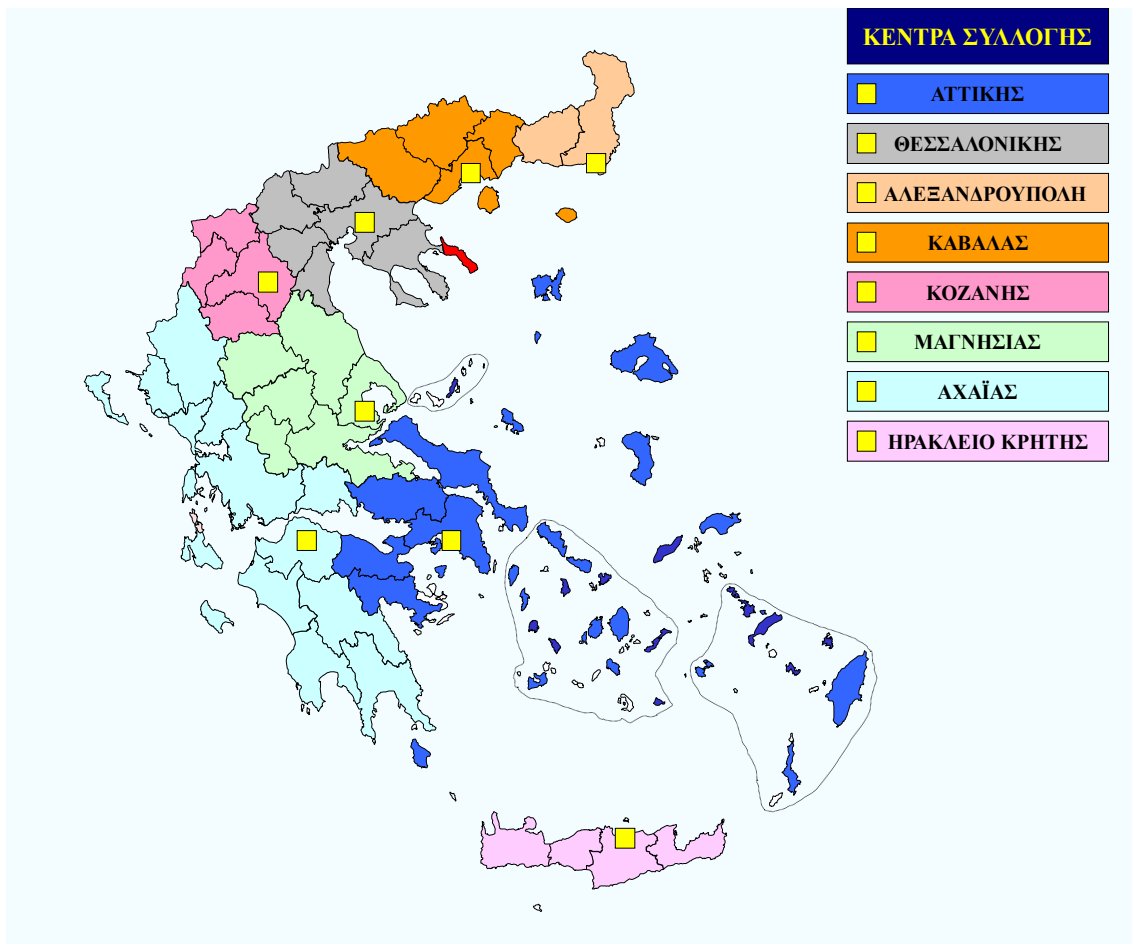 ΚΕΝΤΡΑ ΣΥΛΛΟΓΗΣ
ΑΤΤΙΚΗΣ
ΘΕΣΣΑΛΟΝΙΚΗΣ
ΑΛΕΞΑΝΔΡΟΥΠΟΛΗ
ΚΑΒΑΛΑΣ
ΚΟΖΑΝΗΣ
ΜΑΓΝΗΣΙΑΣ
ΑΧΑΪΑΣ
ΗΡΑΚΛΕΙΟ ΚΡΗΤΗΣ